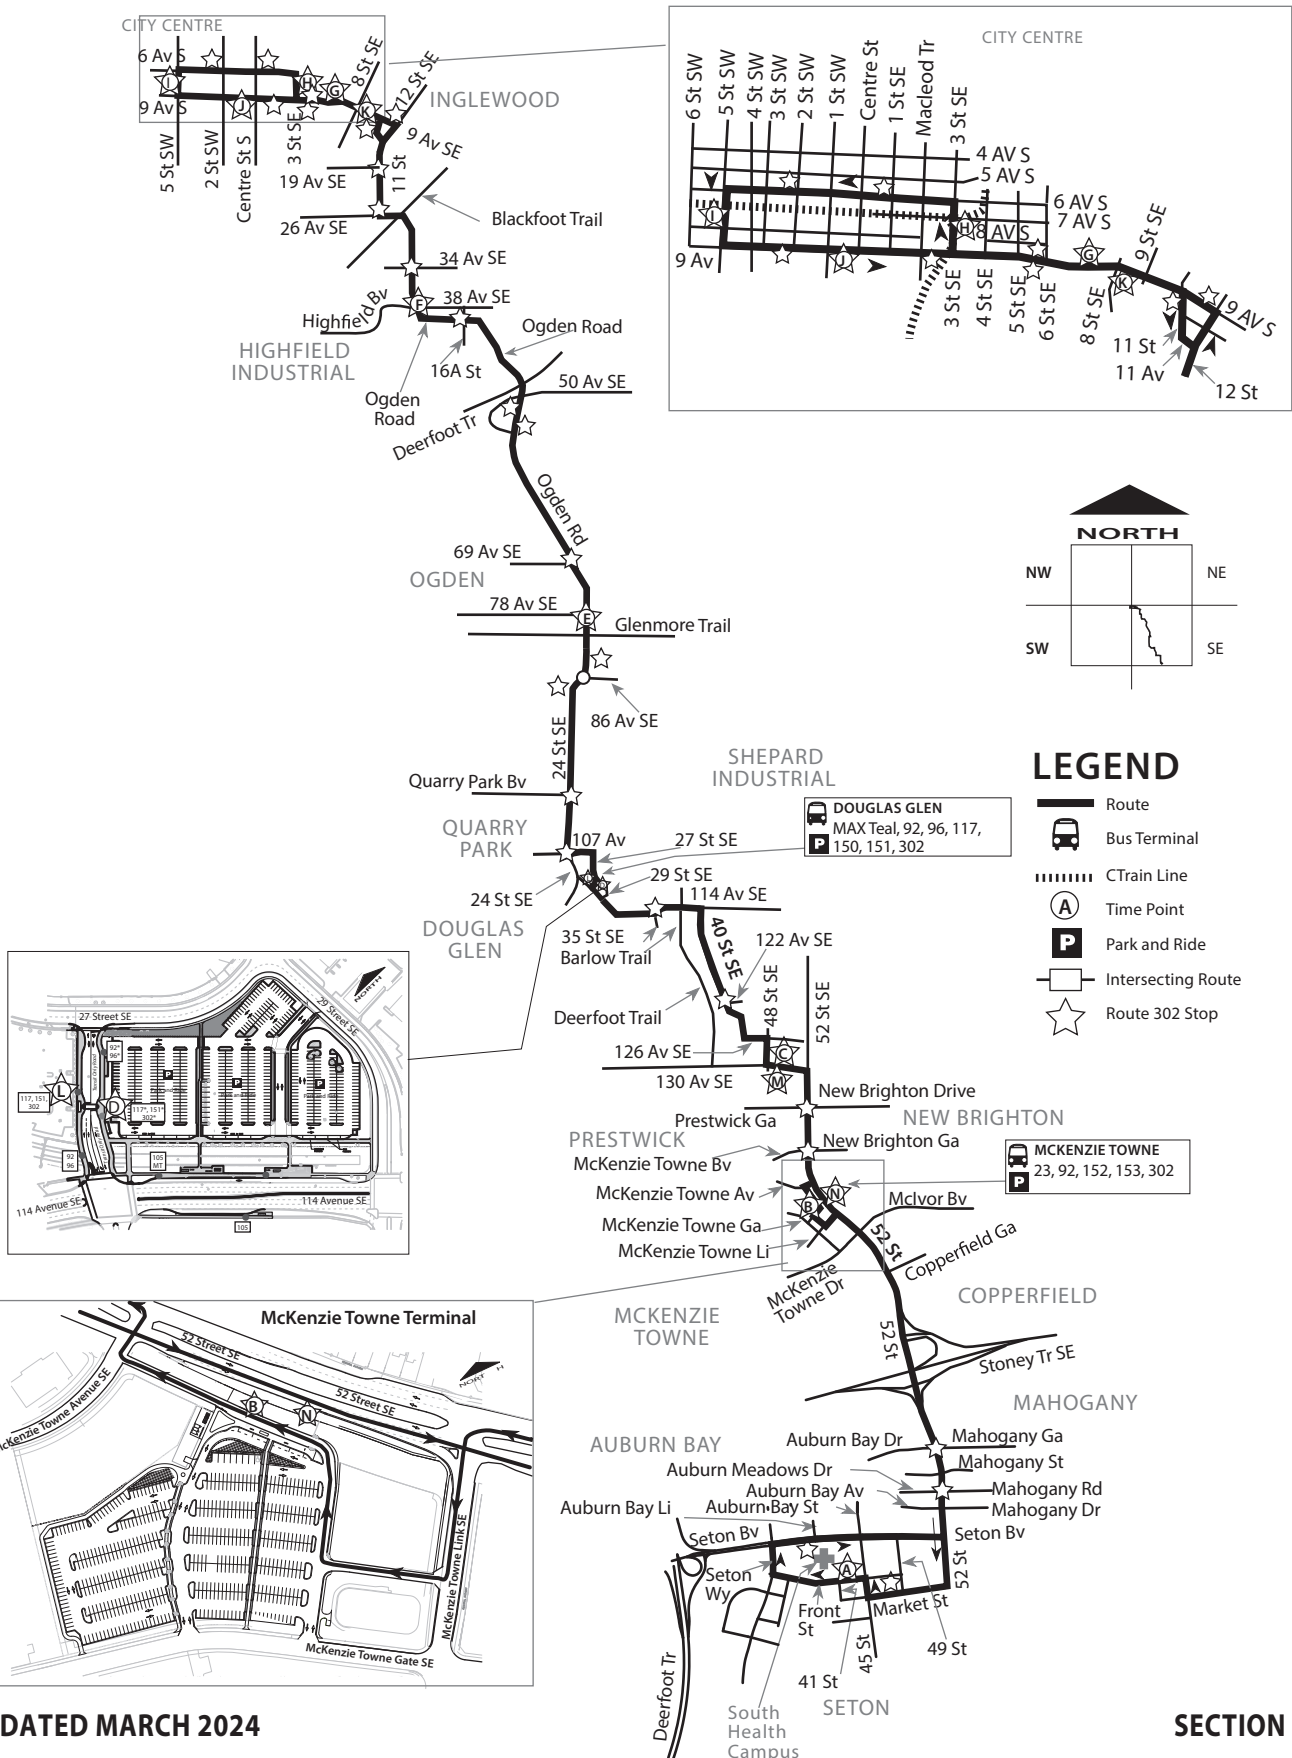 CITY CENTRE
6 Av S
9 Av S
5 St SW
2 St SW
Centre St S
3 St SE
8 St SE
12 St SE
I
J
H
G
K
INGLEWOOD
9 Av SE
11 St
19 Av SE
26 Av SE
Blackfoot Trail
34 Av SE
F
38 Av SE
Highfield Bv
HIGHFIELD
INDUSTRIAL
16A St
Ogden Road
Ogden
Road
50 Av SE
Deerfoot Tr
Ogden Rd
69 Av SE
OGDEN
78 Av SE
E
Glenmore Trail
86 Av SE
24 St SE
Quarry Park Bv
QUARRY
PARK
107 Av
27 St SE
29 St SE
24 St SE
DOUGLAS
GLEN
SHEPARD
INDUSTRIAL
DOUGLAS GLEN
MAX Teal, 92, 96, 117,
P
150, 151, 302
114 Av SE
35 St SE
Barlow Trail
40 St SE
122 Av SE
Deerfoot Trail
48 St SE
52 St SE
126 Av SE
C
130 Av SE
M
New Brighton Drive
Prestwick Ga
NEW BRIGHTON
PRESTWICK
New Brighton Ga
McKenzie Towne Bv
MCKENZIE TOWNE
23, 92, 152, 153, 302
P
McKenzie Towne Av
N
B
McIvor Bv
McKenzie Towne Ga
McKenzie Towne Li
52 St
Copperfield Ga
McKenzie
Towne Dr
MCKENZIE
TOWNE
COPPERFIELD
52 St
Stoney Tr SE
MAHOGANY
AUBURN BAY
Auburn Bay Dr
Mahogany Ga
Mahogany St
Auburn Meadows Dr
Auburn Bay Av
Mahogany Rd
Auburn Bay Li
Auburn Bay St
Mahogany Dr
Seton Bv
Seton Bv
Seton
Wy
A
52 St
Front
St
Market St
45 St
49 St
41 St
SETON
Deerfoot Tr
South
Health
Campus
CITY CENTRE
6 St SW
5 St SW
4 St SW
3 St SW
2 St SW
1 St SW
Centre St
1 St SE
Macleod Tr
3 St SE
4 AV S
5 AV S
6 AV S
7 AV S
8 AV S
9 Av
I
J
H
G
K
3 St SE
4 St SE
5 St SE
6 St SE
8 St SE
9 St SE
9 AV S
11 St
11 Av
12 St
NORTH
NW
NE
SW
SE
LEGEND
Route
Bus Terminal
CTrain Line
A
Time Point
P
Park and Ride
Intersecting Route
Route 302 Stop
27 Street SE
29 Street SE
NORTH
92*
96*
L
117, 151,
302
D
117*, 151*
302*
P
P
P
92
96
105
MT
114 Avenue SE
114 Avenue SE
105
McKenzie Towne Terminal
52 Street SE
52 Street SE
NORTH
McKenzie Towne Avenue SE
B
N
McKenzie Towne Link SE
McKenzie Towne Gate SE
DATED MARCH 2024
SECTION